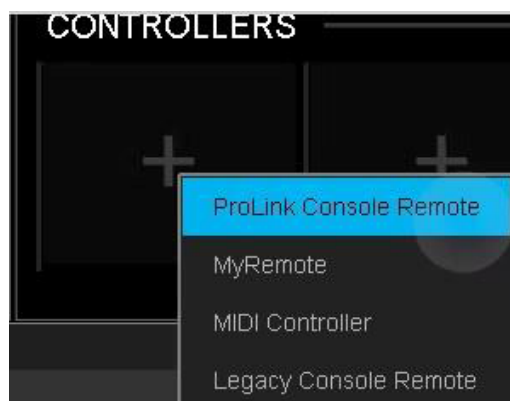 CONTROLLERS
ProLink Console Remote
MyRemote
MIDI Controller
Legacy Console Remote